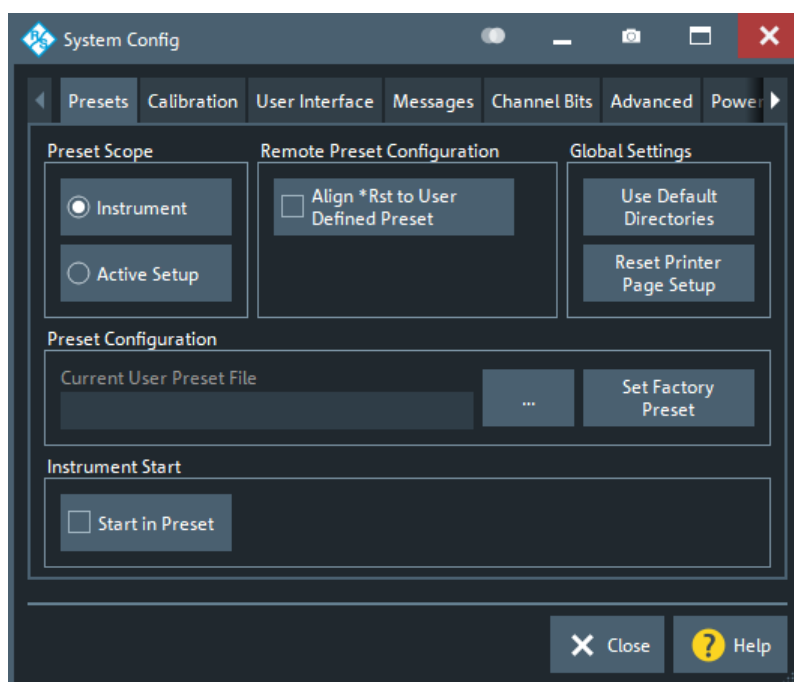 System Config
Presets Calibration User Interface Messages Channel Bits Advanced Power
Preset Scope
Instrument
Active Setup
Remote Preset Configuration
Align *Rst to User
Defined Preset
Global Settings
Use Default
Directories
Reset Printer
Page Setup
Preset Configuration
Current User Preset File
...
Set Factory
Preset
Instrument Start
Start in Preset
Close
? Help